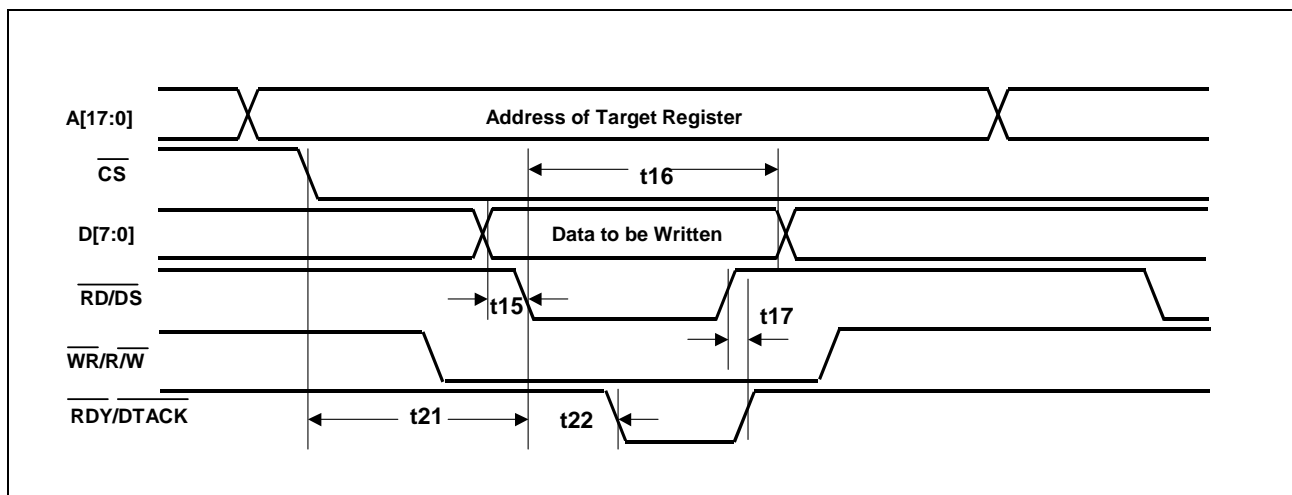 A[17:0]
Address of Target Register
CS
t16
D[7:0]
Data to be Written
RD/DS
t15
t17
WR/R/W
RDY/DTACK
t21
t22